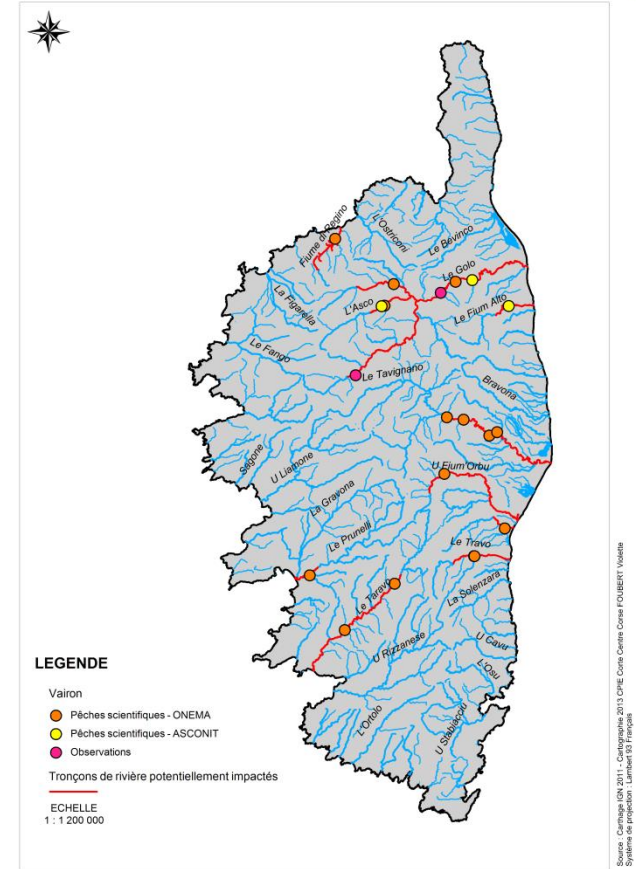 Fiume di Regino
L'Ostriconi
Le Bevinco
Le Golo
La Figarella
L'Asco
Le Fium Alto
Le Fango
Le Tavignano
Bravona
Sagone
U Liamone
U Fium'Orbu
La Gravona
Le Prunelli
Le Travo
Le Taravo
La Solenzara
U Rizzanese
U Cavu
L'Osu
L'Ortolo
U Stabiacciu
LEGENDE
Vairon
Pêches scientifiques - ONEMA
Pêches scientifiques - ASCONIT
Observations
Tronçons de rivière potentiellement impactés
ECHELLE
1 : 1 200 000
Source : Carthage IGN 2011 - Cartographie 2013 CPIE Corte Centre Corse FOUBERT Violette
Système de projection : Lambert 93 Français